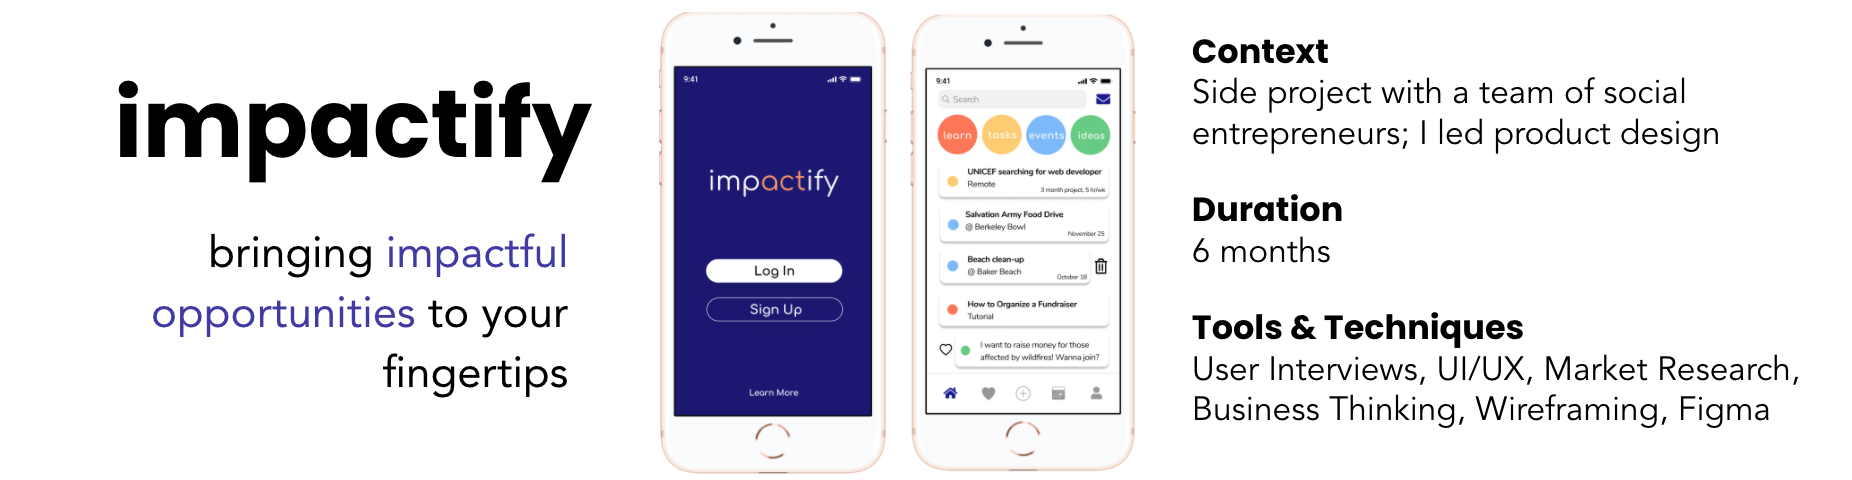 impactify
bringing impactful
opportunities to your
fingertips
9:41
impactify
Log In
Sign Up
Learn More
9:41
Search
learn
tasks
events
ideas
UNICEF searching for web developer
Remote
3 month project, 5 hr/wk
Salvation Army Food Drive
@ Berkeley Bowl
November 25
Beach clean-up
@ Baker Beach
October 18
How to Organize a Fundraiser
Tutorial
I want to raise money for those
affected by wildfires! Wanna join?
Context
Side project with a team of social
entrepreneurs; I led product design
Duration
6 months
Tools & Techniques
User Interviews, UI/UX, Market Research,
Business Thinking, Wireframing, Figma